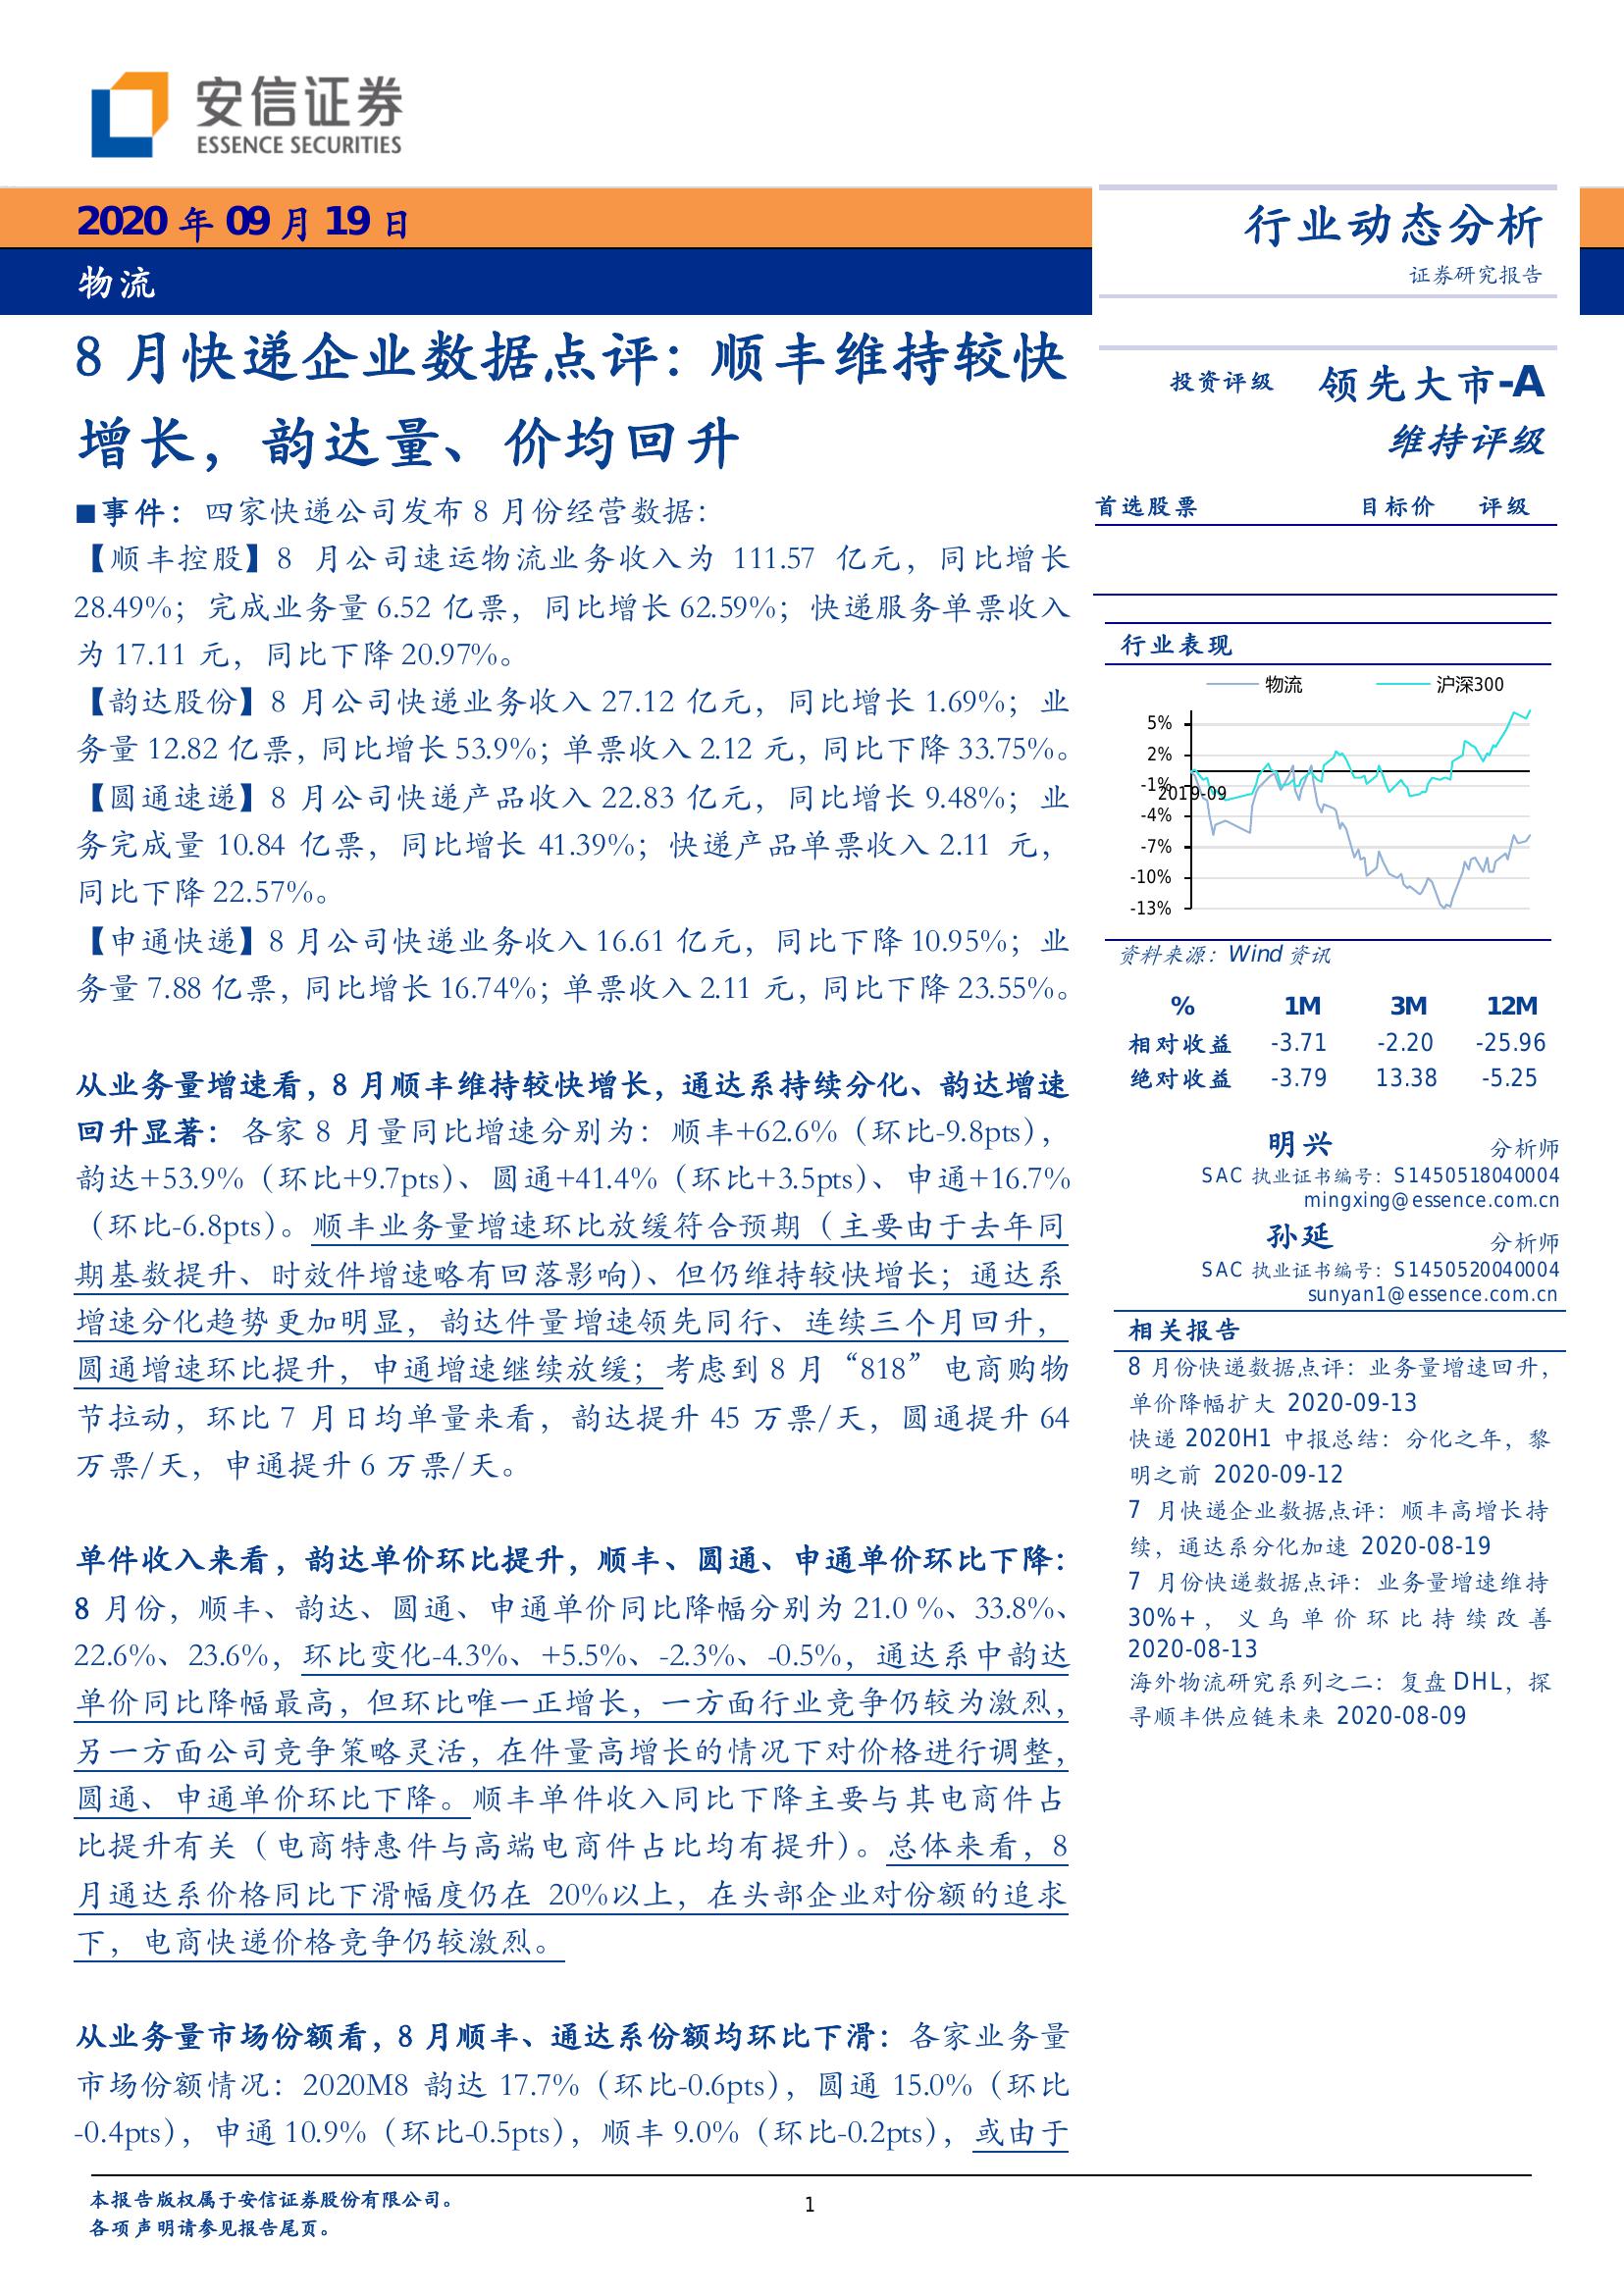 安信证券
ESSENCE SECURITIES
2020 年 09 月 19 日
物流
行业动态分析
证券研究报告
8 月快递企业数据点评：顺丰维持较快
增长，韵达量、价均回升
■事件：四家快递公司发布 8 月份经营数据：
【顺丰控股】8 月公司速运物流业务收入为 111.57 亿元，同比增长
28.49%；完成业务量 6.52 亿票，同比增长 62.59%；快递服务单票收入
为 17.11 元，同比下降 20.97%。
【韵达股份】8 月公司快递业务收入 27.12 亿元，同比增长 1.69%；业
务量 12.82 亿票，同比增长 53.9%；单票收入 2.12 元，同比下降 33.75%。
【圆通速递】8 月公司快递产品收入 22.83 亿元，同比增长 9.48%；业
务完成量 10.84 亿票，同比增长 41.39%；快递产品单票收入 2.11 元，
同比下降 22.57%。
【申通快递】8 月公司快递业务收入 16.61 亿元，同比下降 10.95%；业
务量 7.88 亿票，同比增长 16.74%；单票收入 2.11 元，同比下降 23.55%。
从业务量增速看，8 月顺丰维持较快增长，通达系持续分化、韵达增速
回升显著：各家 8 月量同比增速分别为：顺丰+62.6%（环比-9.8pts），
韵达+53.9%（环比+9.7pts）、圆通+41.4%（环比+3.5pts）、申通+16.7%
（环比-6.8pts）。顺丰业务量增速环比放缓符合预期（主要由于去年同
期基数提升、时效件增速略有回落影响）、但仍维持较快增长；通达系
增速分化趋势更加明显，韵达件量增速领先同行、连续三个月回升，
圆通增速环比提升，申通增速继续放缓；考虑到 8 月“818”电商购物
节拉动，环比 7 月日均单量来看，韵达提升 45 万票/天，圆通提升 64
万票/天，申通提升 6 万票/天。
单件收入来看，韵达单价环比提升，顺丰、圆通、申通单价环比下降：
8 月份，顺丰、韵达、圆通、申通单价同比降幅分别为 21.0 %、33.8%、
22.6%、23.6%，环比变化-4.3%、+5.5%、-2.3%、-0.5%，通达系中韵达
单价同比降幅最高，但环比唯一正增长，一方面行业竞争仍较为激烈，
另一方面公司竞争策略灵活，在件量高增长的情况下对价格进行调整，
圆通、申通单价环比下降。顺丰单件收入同比下降主要与其电商件占
比提升有关（电商特惠件与高端电商件占比均有提升）。总体来看，8
月通达系价格同比下滑幅度仍在 20%以上，在头部企业对份额的追求
下，电商快递价格竞争仍较激烈。
从业务量市场份额看，8 月顺丰、通达系份额均环比下滑：各家业务量
市场份额情况：2020M8 韵达 17.7%（环比-0.6pts），圆通 15.0%（环比
-0.4pts），申通 10.9%（环比-0.5pts），顺丰 9.0%（环比-0.2pts），或由于
投资评级 领先大市-A
维持评级
首选股票 目标价 评级
行业表现
物流 沪深300
5%
2%
-1%
2019-09
-4%
-7%
-10%
-13%
资料来源：Wind 资讯
% 1M 3M 12M
相对收益 -3.71 -2.20 -25.96
绝对收益 -3.79 13.38 -5.25
明兴 分析师
SAC 执业证书编号：S1450518040004
mingxing@essence.com.cn
孙延 分析师
SAC 执业证书编号：S1450520040004
sunyan1@essence.com.cn
相关报告
8 月份快递数据点评：业务量增速回升，
单价降幅扩大 2020-09-13
快递 2020H1 中报总结：分化之年，黎
明之前 2020-09-12
7 月快递企业数据点评：顺丰高增长持
续，通达系分化加速 2020-08-19
7 月份快递数据点评：业务量增速维持
30%+，义乌单价环比持续改善
2020-08-13
海外物流研究系列之二：复盘 DHL，探
寻顺丰供应链未来 2020-08-09
本报告版权属于安信证券股份有限公司。
各项声明请参见报告尾页。
1